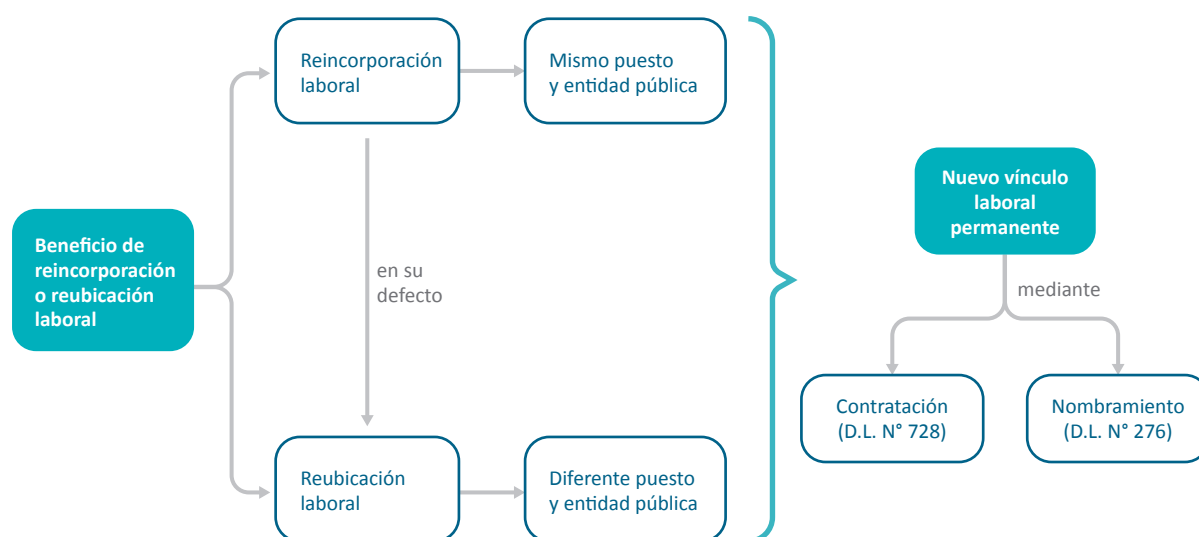 Beneficio de
reincorporación
o reubicación
laboral
Reincorporación
laboral
Mismo puesto
y entidad pública
en su
defecto
Reubicación
laboral
Diferente puesto
y entidad pública
Nuevo vínculo
laboral
permanente
mediante
Contratación
(D.L. N° 728)
Nombramiento
(D.L. N° 276)